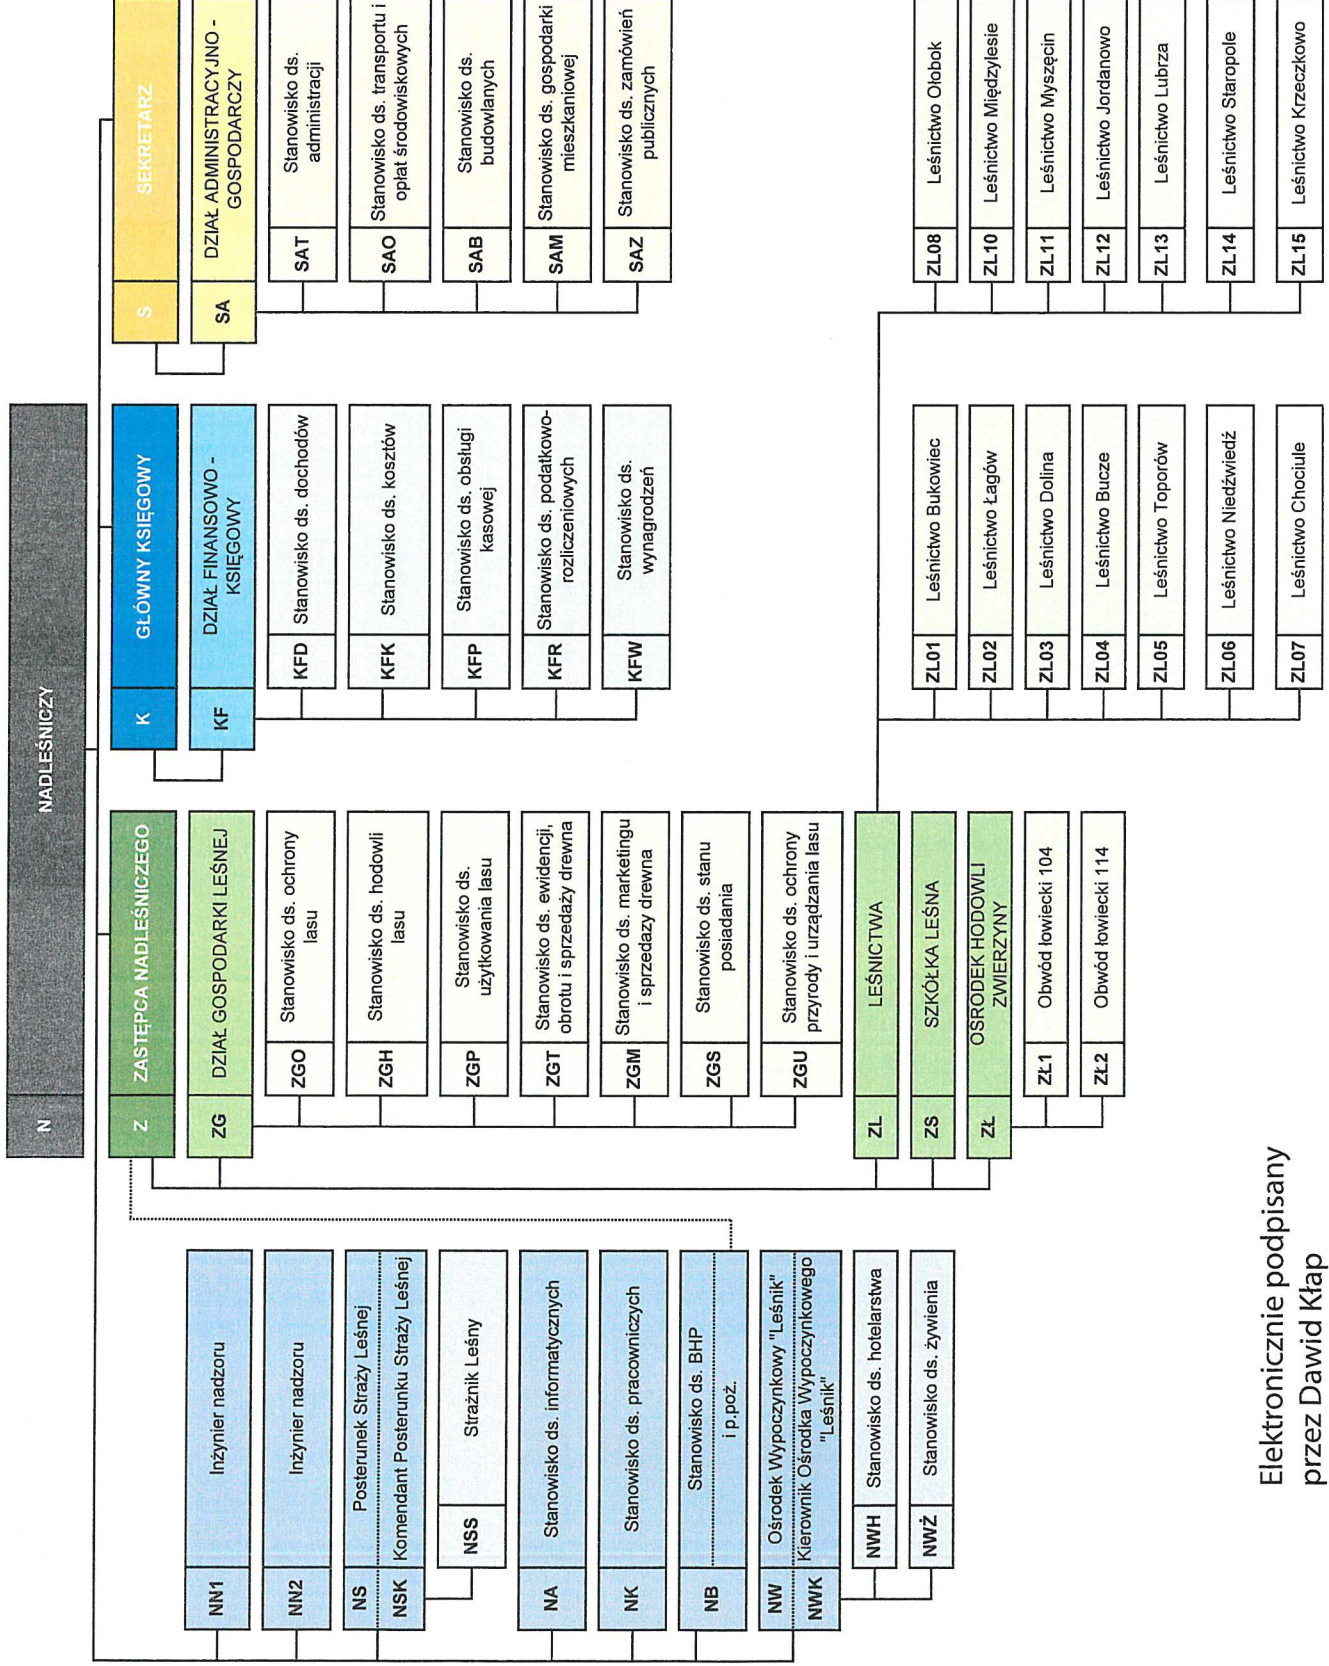 N
NADLEŚNICZY
NN1
Inżynier nadzoru
NN2
Inżynier nadzoru
NS
Posterunek Straży Leśnej
NSK
Komendant Posterunku Straży Leśnej
NSS
Strażnik Leśny
NA
Stanowisko ds. informatycznych
NK
Stanowisko ds. pracowniczych
NB
Stanowisko ds. BHP
i p.poż.
NW
Ośrodek Wypoczynkowy "Leśnik"
NWK
Kierownik Ośrodka Wypoczynkowego
"Leśnik"
NWH
Stanowisko ds. hotelarstwa
NWŻ
Stanowisko ds. żywienia
Z
ZASTĘPCA NADLEŚNICZEGO
ZG
DZIAŁ GOSPODARKI LEŚNEJ
ZGO
Stanowisko ds. ochrony
lasu
ZGH
Stanowisko ds. hodowli
lasu
ZGP
Stanowisko ds.
użytkowania lasu
ZGT
Stanowisko ds. ewidencji,
obrotu i sprzedaży drewna
ZGM
Stanowisko ds. marketingu
i sprzedazy drewna
ZGS
Stanowisko ds. stanu
posiadania
ZGU
Stanowisko ds. ochrony
przyrody i urządzania lasu
ZL
LEŚNICTWA
ZS
SZKÓŁKA LEŚNA
ZŁ
OŚRODEK HODOWLI
ZWIERZYNY
ZŁ1
Obwód łowiecki 104
ZŁ2
Obwód łowiecki 114
K
GŁÓWNY KSIĘGOWY
KF
DZIAŁ FINANSOWO -
KSIĘGOWY
KFD
Stanowisko ds. dochodów
KFK
Stanowisko ds. kosztów
KFP
Stanowisko ds. obsługi
kasowej
KFR
Stanowisko ds. podatkowo-
rozliczeniowych
KFW
Stanowisko ds.
wynagrodzeń
ZL01
Leśnictwo Bukowiec
ZL02
Leśnictwo Łagów
ZL03
Leśnictwo Dolina
ZL04
Leśnictwo Bucze
ZL05
Leśnictwo Toporów
ZL06
Leśnictwo Niedźwiedź
ZL07
Leśnictwo Chociule
S
SEKRETARZ
SA
DZIAŁ ADMINISTRACYJNO -
GOSPODARCZY
SAT
Stanowisko ds.
administracji
SAO
Stanowisko ds. transportu i
opłat środowiskowych
SAB
Stanowisko ds.
budowlanych
SAM
Stanowisko ds. gospodarki
mieszkaniowej
SAZ
Stanowisko ds. zamówień
publicznych
ZL08
Leśnictwo Ołobok
ZL10
Leśnictwo Międzylesie
ZL11
Leśnictwo Myszęcin
ZL12
Leśnictwo Jordanowo
ZL13
Leśnictwo Lubrza
ZL14
Leśnictwo Staropole
ZL15
Leśnictwo Krzeczkowo
Elektronicznie podpisany
przez Dawid Kłap